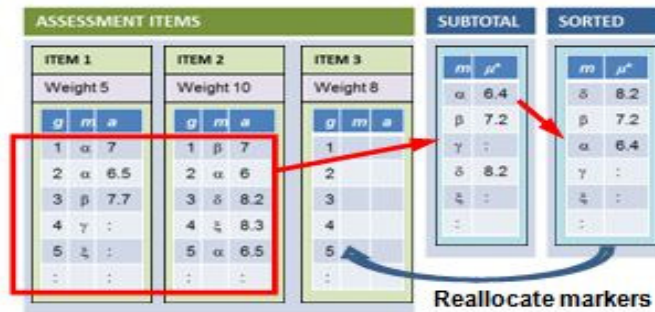 ASSESSMENT ITEMS SUBTOTAL SORTED
ITEM 1 ITEM 2 ITEM 3
Weight 5 Weight 10 Weight 8
g m a g m a g m a
m μ* m μ*
1 α 7 1 β 7 1
2 α 6.5 2 α 6 2
3 β 7.7 3 δ 8.2 3
4 γ : 4 ξ 8.3 4
5 ξ : 5 α 6.5 5
: : : : : : :
α 6.4 δ 8.2
β 7.2 β 7.2
γ : α 6.4
δ 8.2 γ :
ξ : ξ :
: : : :
Reallocate markers